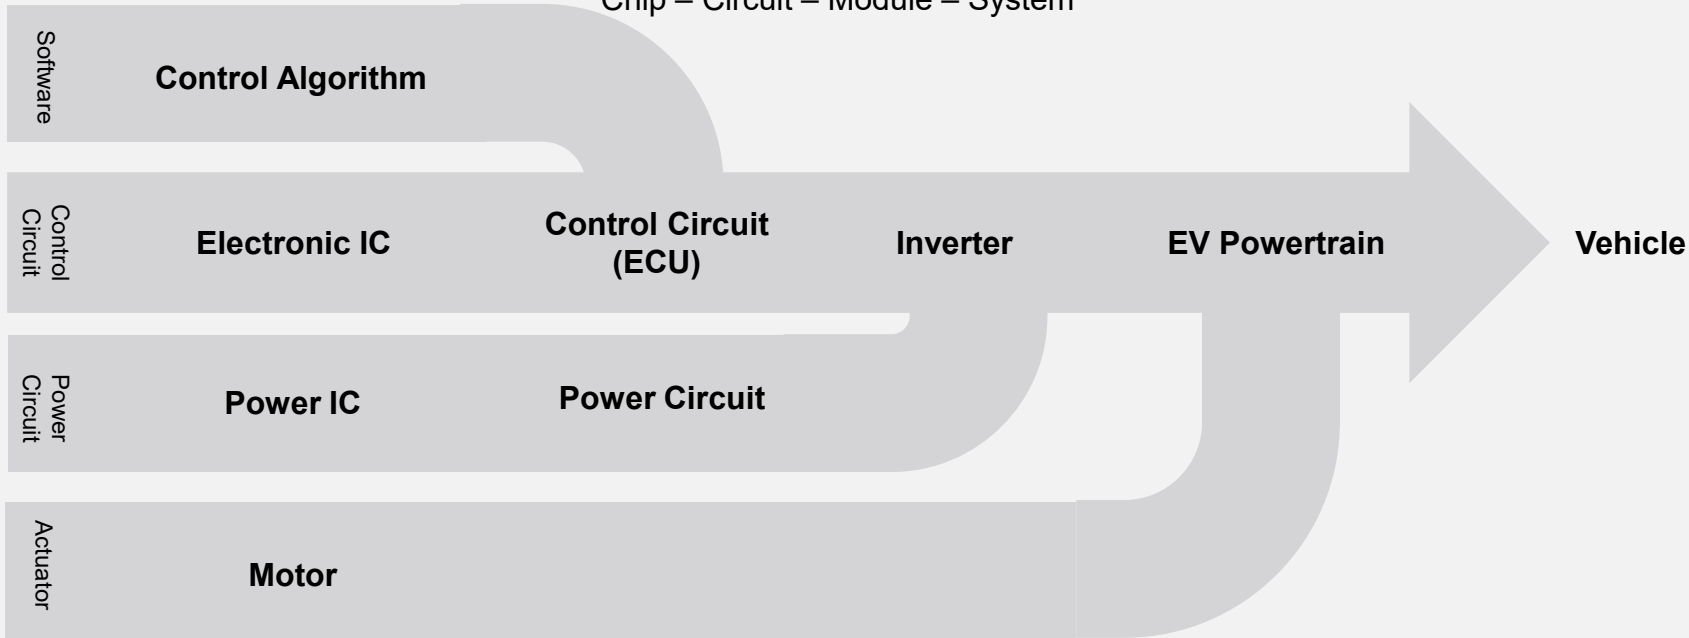 Chip – Circuit – Module – System
Software
Control Algorithm
Control
Circuit
Electronic IC
Control Circuit
(ECU)
Inverter
EV Powertrain
Vehicle
Power
Circuit
Power IC
Power Circuit
Actuator
Motor